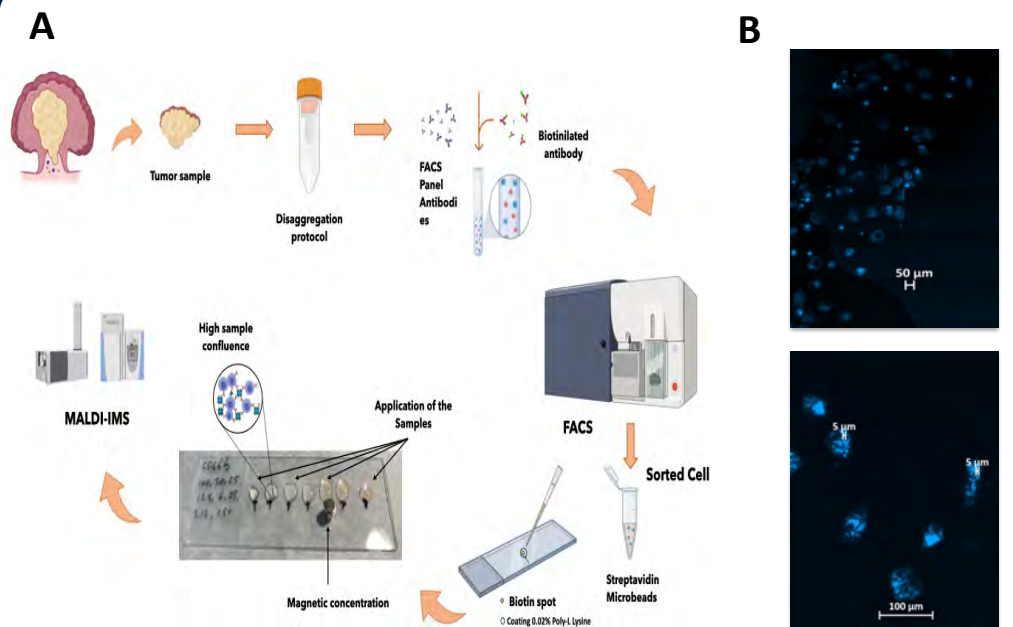 A
B
Tumor sample
Disaggregation
protocol
FACS
Panel
Antibodi
es
Biotinilated
antibody
50 µm
High sample
confluence
MALDI-IMS
Application of the
Samples
FACS
Sorted Cell
5 µm
5 µm
Streptavidin
Microbeads
Magnetic concentration
Biotin spot
Coating 0.02% Poly-L Lysine
100 µm